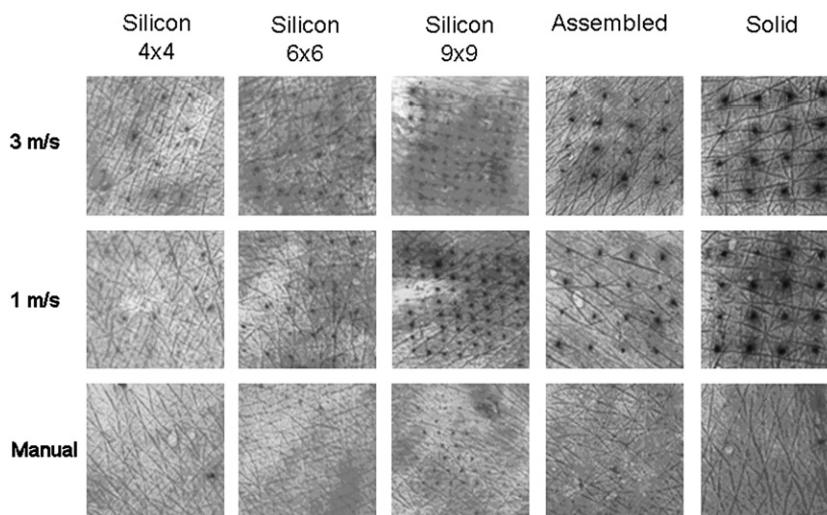 Silicon
4x4
Silicon
6x6
Silicon
9x9
Assembled
Solid
3 m/s
1 m/s
Manual